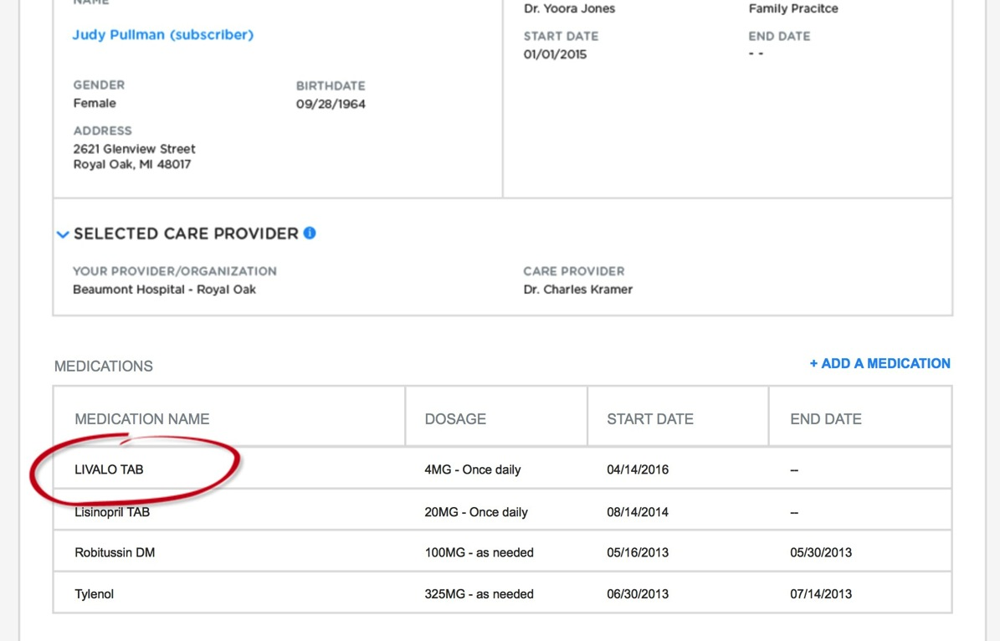 NAME
Judy Pullman (subscriber)
GENDER
Female
BIRTHDATE
09/28/1964
ADDRESS
2621 Glenview Street
Royal Oak, MI 48017
Dr. Yoora Jones
Family Pracitce
START DATE
01/01/2015
END DATE
- -
SELECTED CARE PROVIDER
YOUR PROVIDER/ORGANIZATION
Beaumont Hospital - Royal Oak
CARE PROVIDER
Dr. Charles Kramer
MEDICATIONS
+ ADD A MEDICATION
MEDICATION NAME DOSAGE START DATE END DATE
LIVALO TAB 4MG - Once daily 04/14/2016 --
Lisinopril TAB 20MG - Once daily 08/14/2014 --
Robitussin DM 100MG - as needed 05/16/2013 05/30/2013
Tylenol 325MG - as needed 06/30/2013 07/14/2013